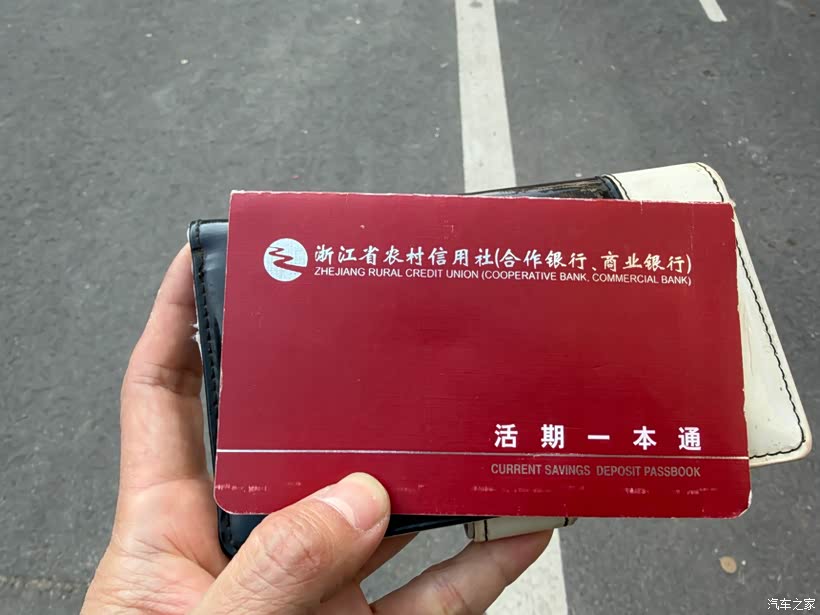 浙江省农村信用社(合作银行、商业银行)
ZHEJIANG RURAL CREDIT UNION (COOPERATIVE BANK, COMMERCIAL BANK)
活期一本通
CURRENT SAVINGS DEPOSIT PASSBOOK
汽车之家